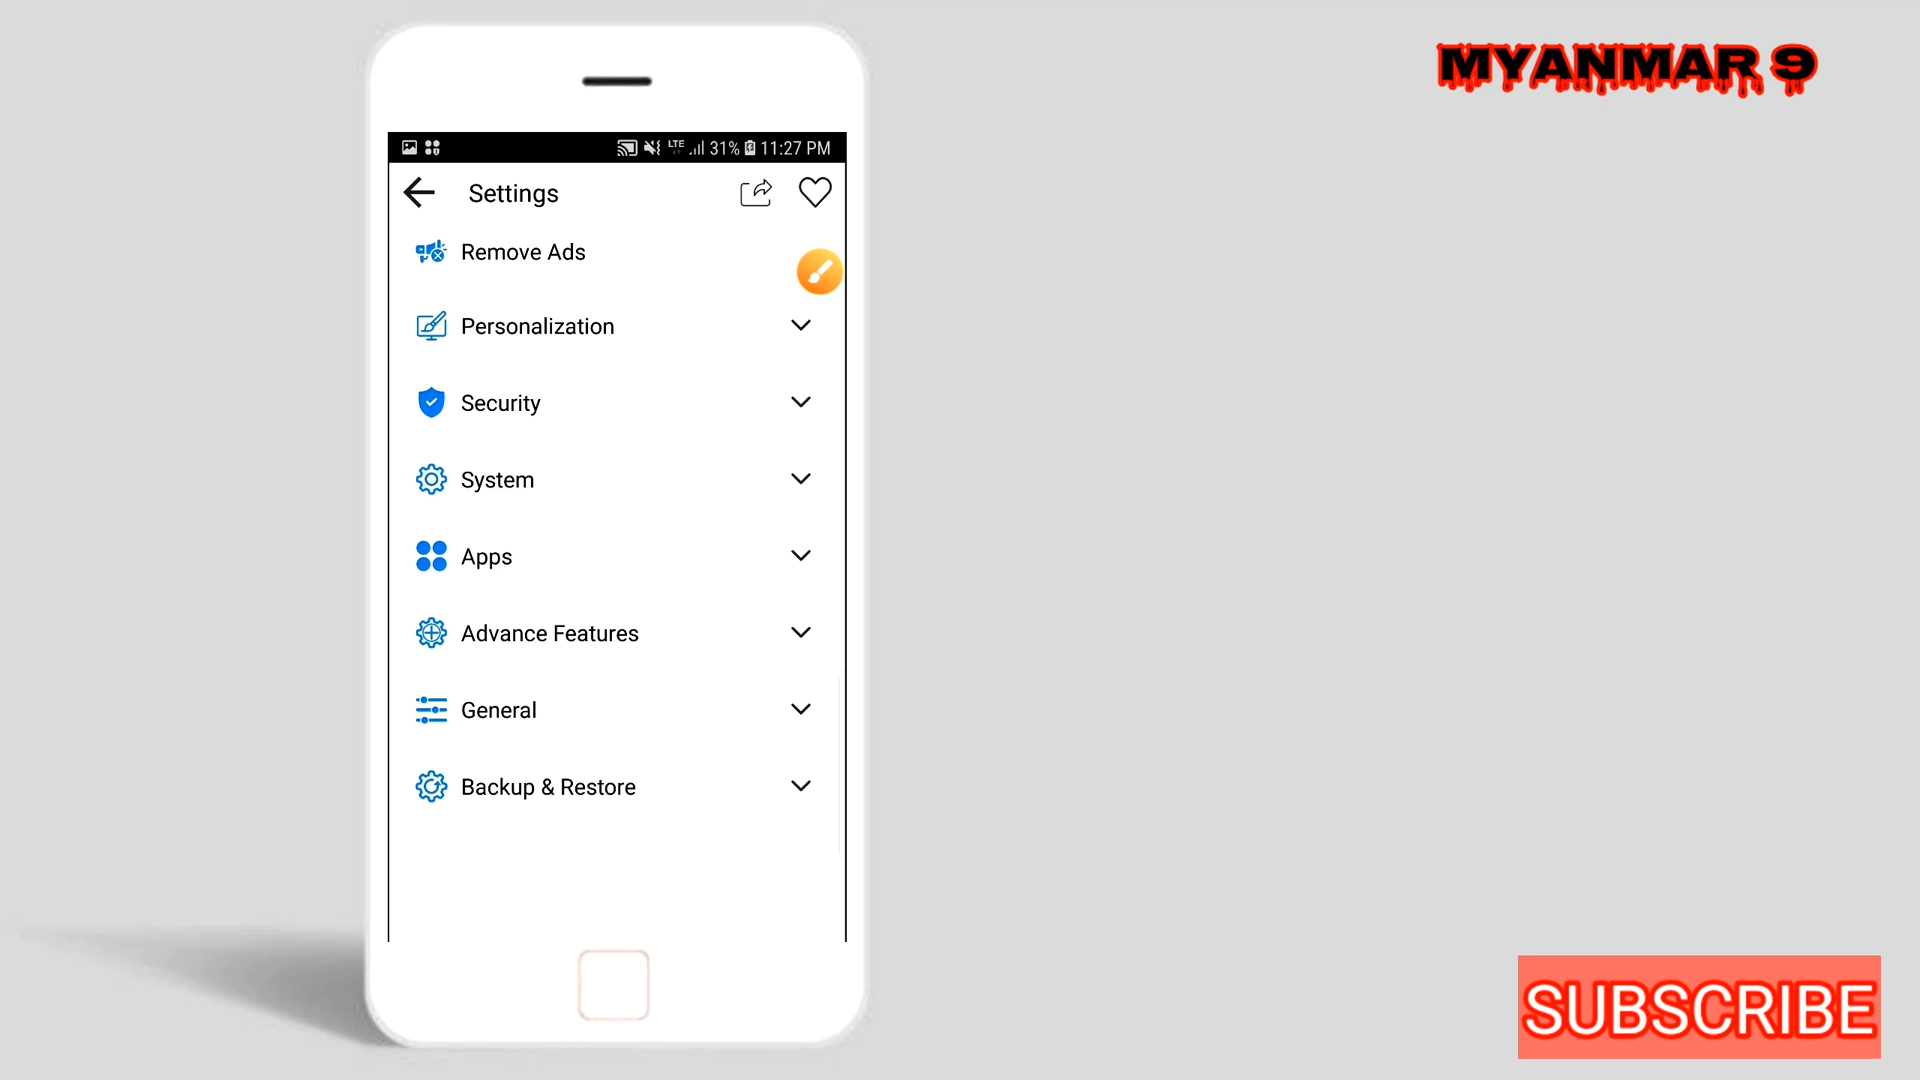 MYANMAR 9
LTE 31% 11:27 PM
Settings
Remove Ads
Personalization
Security
System
Apps
Advance Features
General
Backup & Restore
SUBSCRIBE